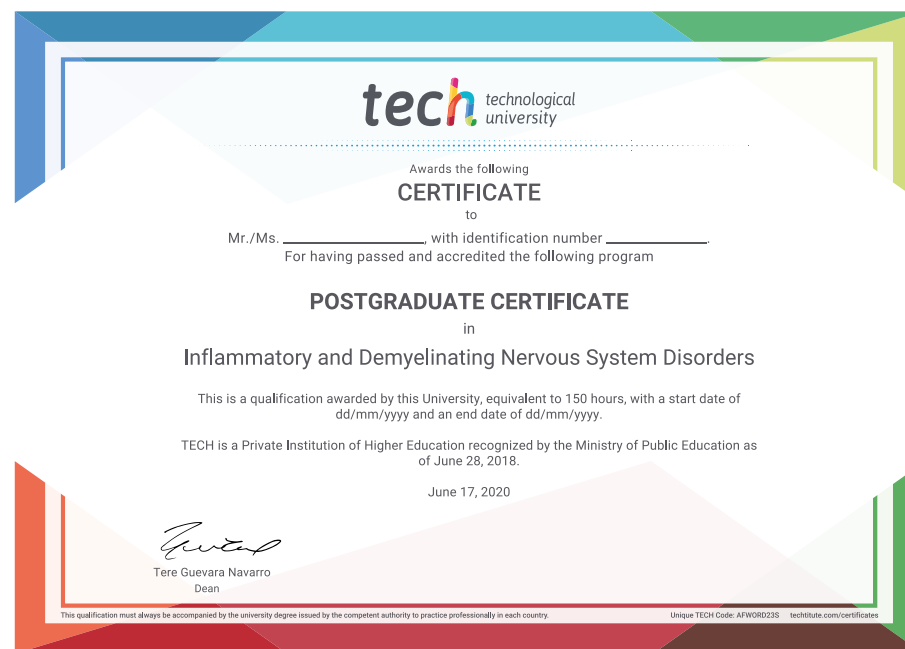 tech technological
university
Awards the following
CERTIFICATE
to
Mr./Ms. ____________, with identification number ____________.
For having passed and accredited the following program
POSTGRADUATE CERTIFICATE
in
Inflammatory and Demyelinating Nervous System Disorders
This is a qualification awarded by this University, equivalent to 150 hours, with a start date of
dd/mm/yyyy and an end date of dd/mm/yyyy.
TECH is a Private Institution of Higher Education recognized by the Ministry of Public Education as
of June 28, 2018.
June 17, 2020
Tere Guevara Navarro
Dean
This qualification must always be accompanied by the university degree issued by the competent authority to practice professionally in each country.
Unique TECH Code: AFWORD23S techtitute.com/certificates